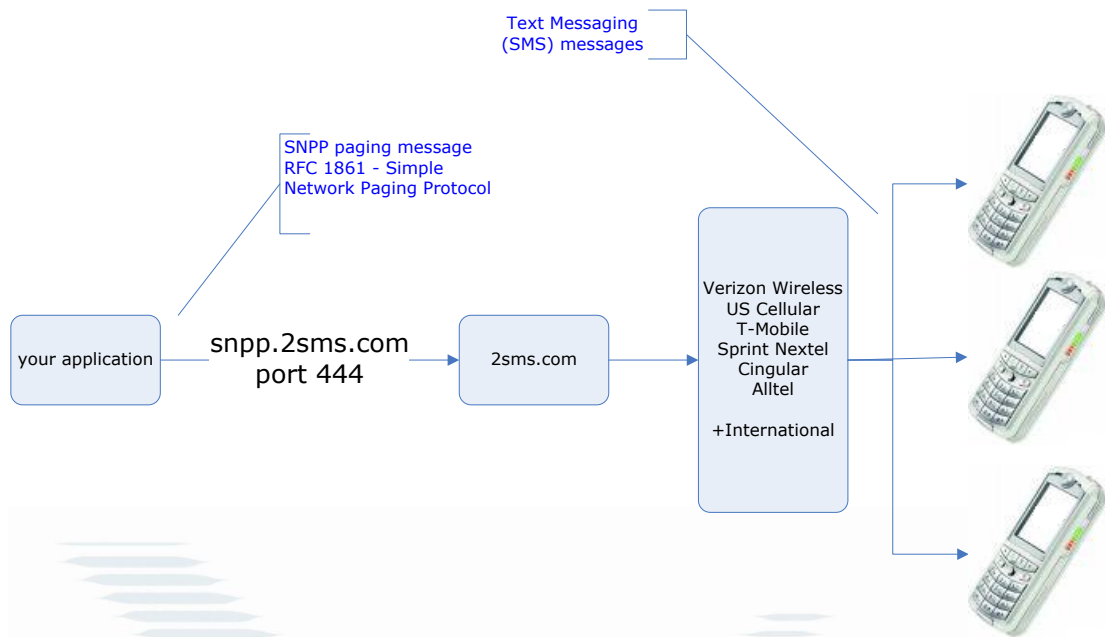 Text Messaging
(SMS) messages
SNPP paging message
RFC 1861 - Simple
Network Paging Protocol
your application
snpp.2sms.com
port 444
2sms.com
Verizon Wireless
US Cellular
T-Mobile
Sprint Nextel
Cingular
Alltel
+International